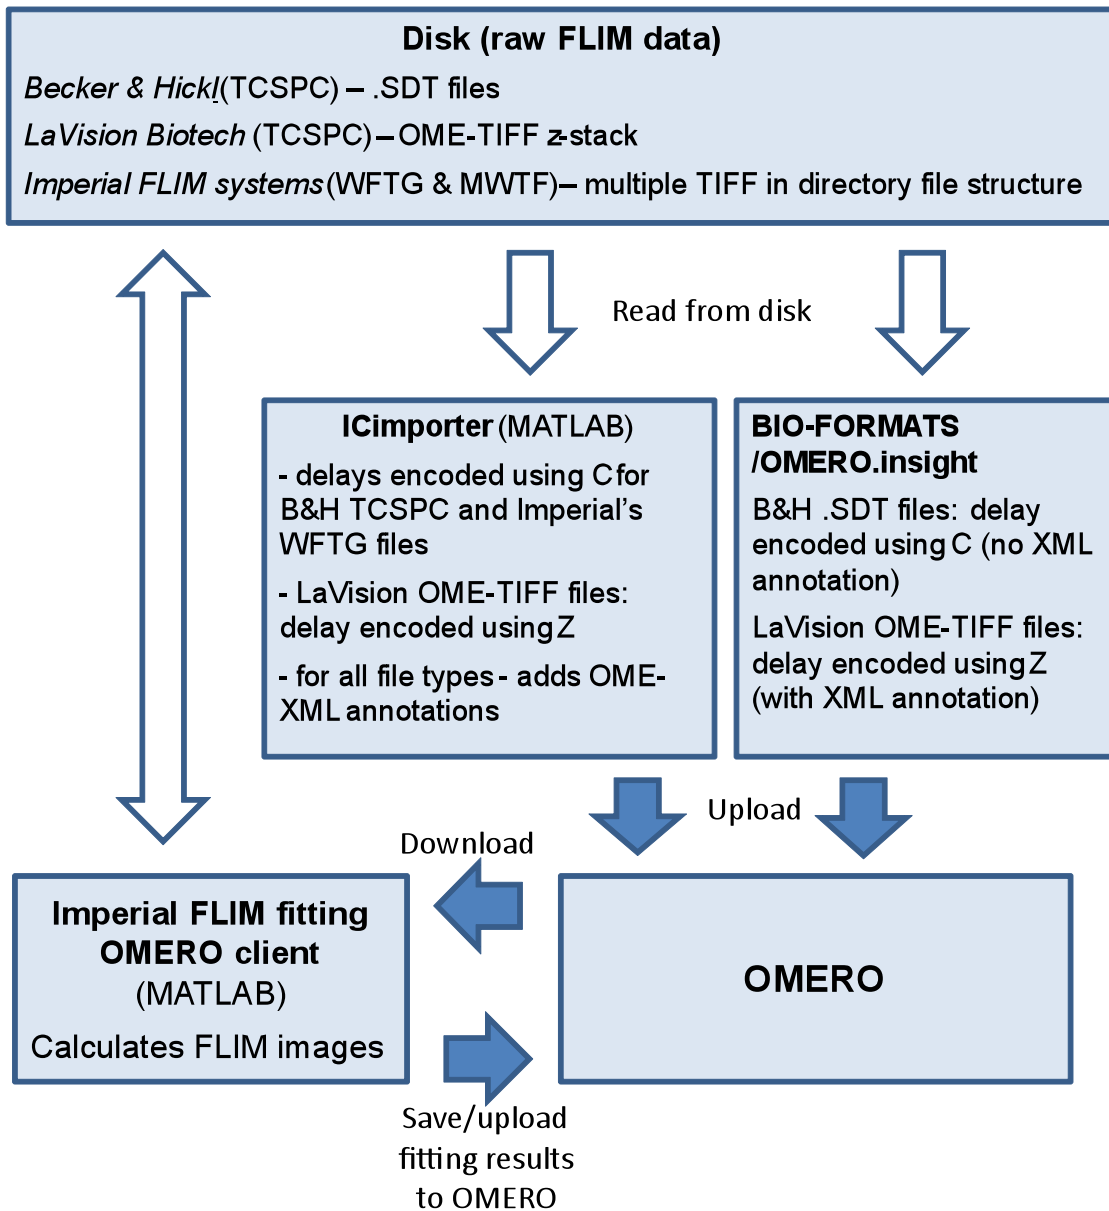 Disk (raw FLIM data)
Becker & Hickl(TCSPC) – .SDT files
LaVision Biotech (TCSPC) – OME-TIFF z-stack
Imperial FLIM systems(WFTG & MWTF)– multiple TIFF in directory file structure
Read from disk
ICimporter (MATLAB)
- delays encoded using C for
B&H TCSPC and Imperial's
WFTG files
- LaVision OME-TIFF files:
delay encoded using Z
- for all file types - adds OME-
XML annotations
BIO-FORMATS
/OMERO.insight
B&H .SDT files: delay
encoded using C (no XML
annotation)
LaVision OME-TIFF files:
delay encoded using Z
(with XML annotation)
Upload
Download
Imperial FLIM fitting
OMERO client
(MATLAB)
Calculates FLIM images
OMERO
Save/upload
fitting results
to OMERO